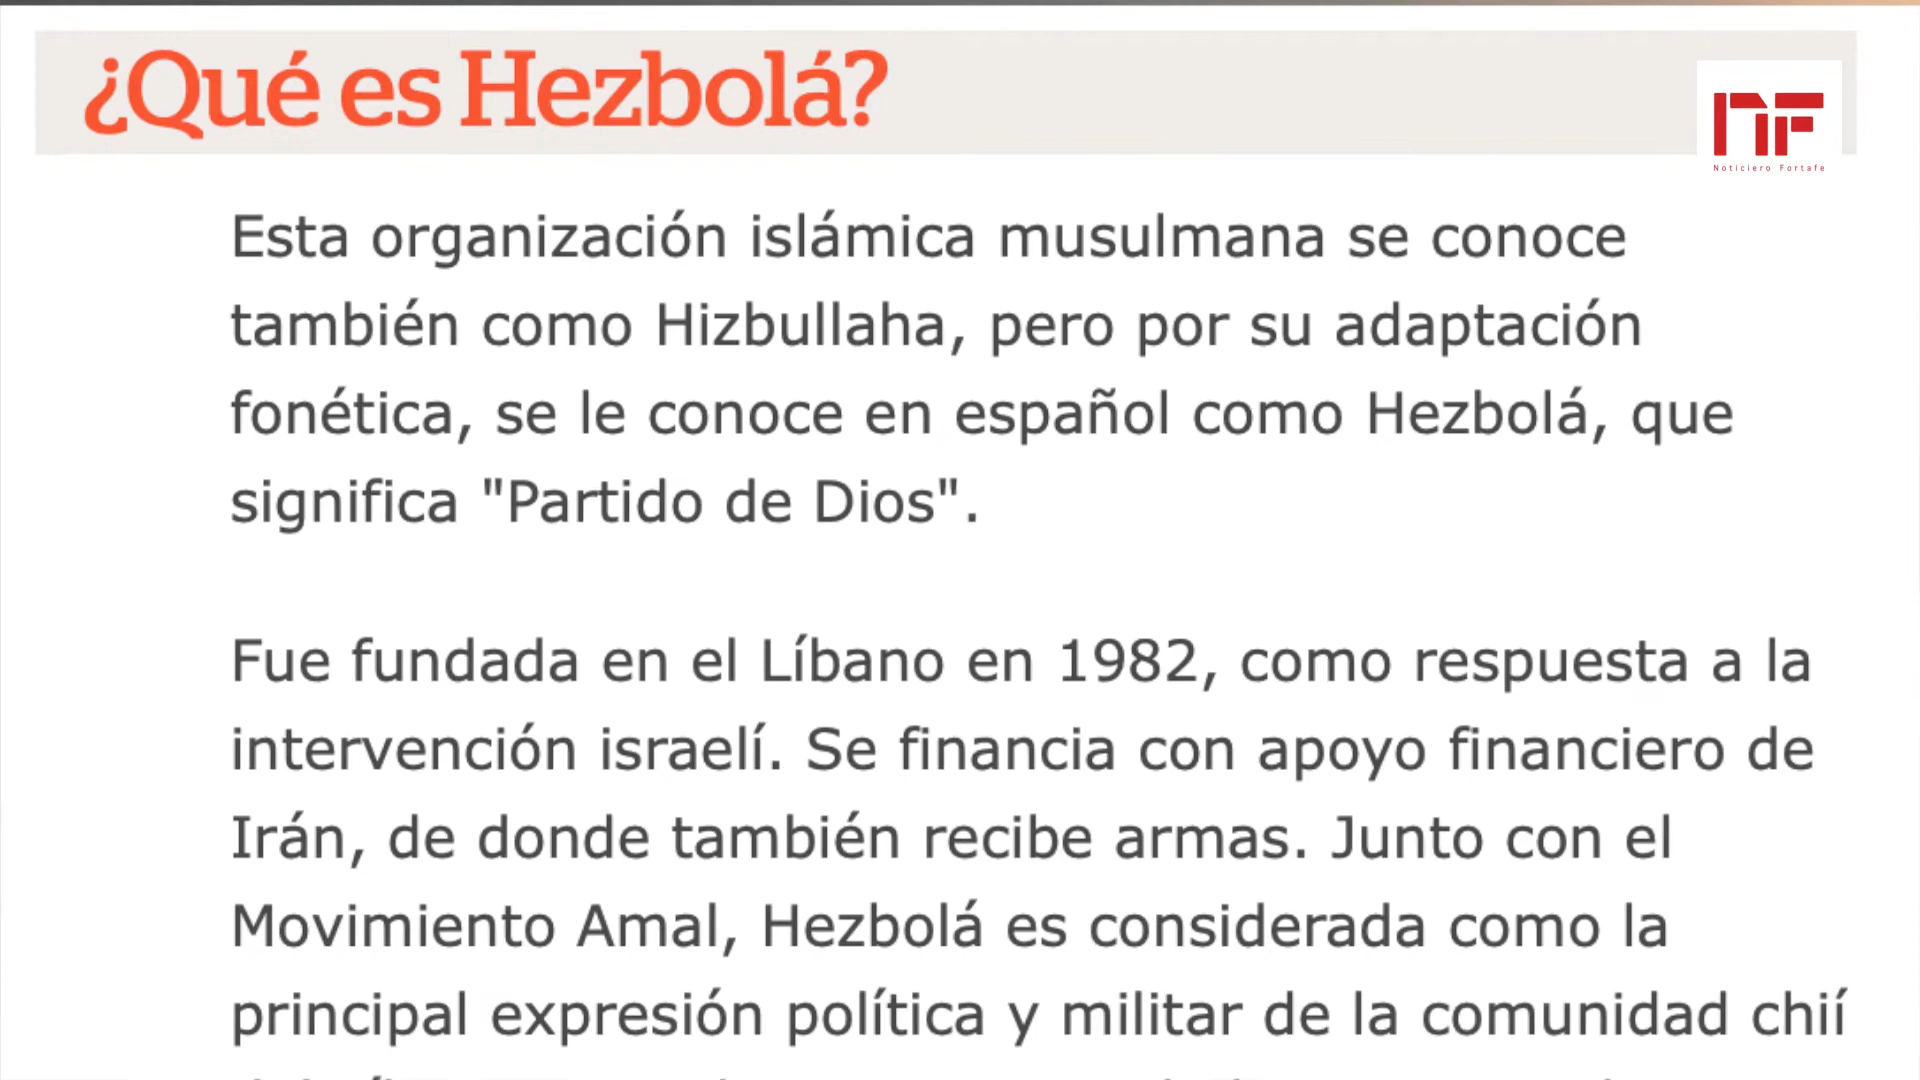 ¿Qué es Hezbolá?
NF
Noticiero Fortafe
Esta organización islámica musulmana se conoce
también como Hizbullaha, pero por su adaptación
fonética, se le conoce en español como Hezbolá, que
significa "Partido de Dios".
Fue fundada en el Líbano en 1982, como respuesta a la
intervención israelí. Se financia con apoyo financiero de
Irán, de donde también recibe armas. Junto con el
Movimiento Amal, Hezbolá es considerada como la
principal expresión política y militar de la comunidad chií